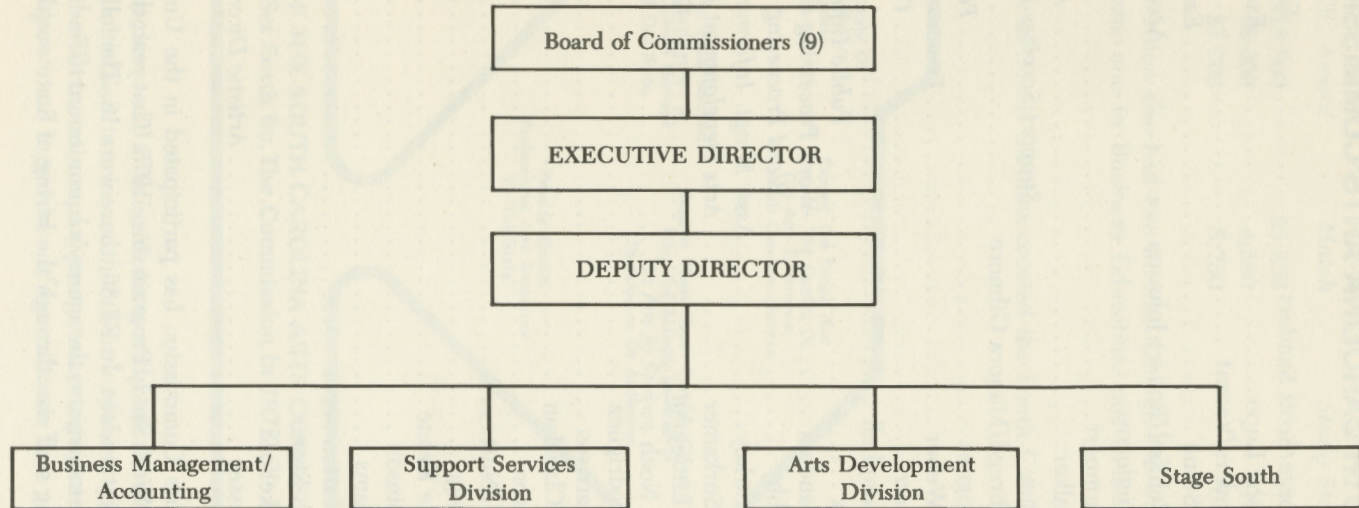 Board of Commissioners (9)
EXECUTIVE DIRECTOR
DEPUTY DIRECTOR
Business Management/
Accounting
Support Services
Division
Arts Development
Division
Stage South